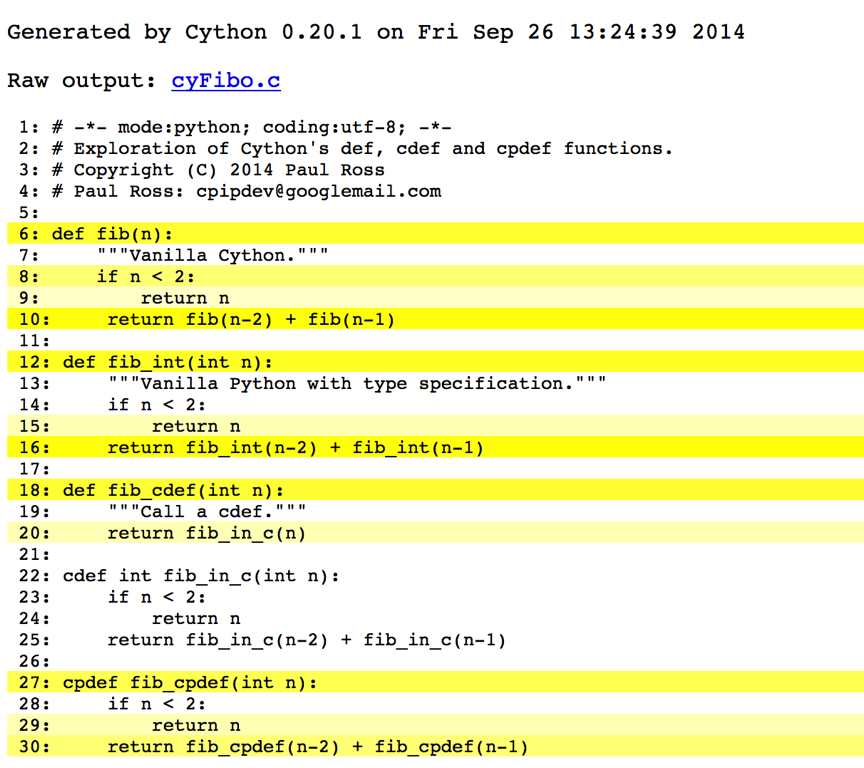 Generated by Cython 0.20.1 on Fri Sep 26 13:24:39 2014
Raw output: cyFibo.c
1: # -*- mode:python; coding:utf-8; -*-
2: # Exploration of Cython's def, cdef and cpdef functions.
3: # Copyright (C) 2014 Paul Ross
4: # Paul Ross: cpipdev@googlemail.com
5:
6: def fib(n):
7:     """Vanilla Cython."""
8:     if n < 2:
9:         return n
10:     return fib(n-2) + fib(n-1)
11:
12: def fib_int(int n):
13:     """Vanilla Python with type specification."""
14:     if n < 2:
15:         return n
16:     return fib_int(n-2) + fib_int(n-1)
17:
18: def fib_cdef(int n):
19:     """Call a cdef."""
20:     return fib_in_c(n)
21:
22: cdef int fib_in_c(int n):
23:     if n < 2:
24:         return n
25:     return fib_in_c(n-2) + fib_in_c(n-1)
26:
27: cpdef fib_cpdef(int n):
28:     if n < 2:
29:         return n
30:     return fib_cpdef(n-2) + fib_cpdef(n-1)